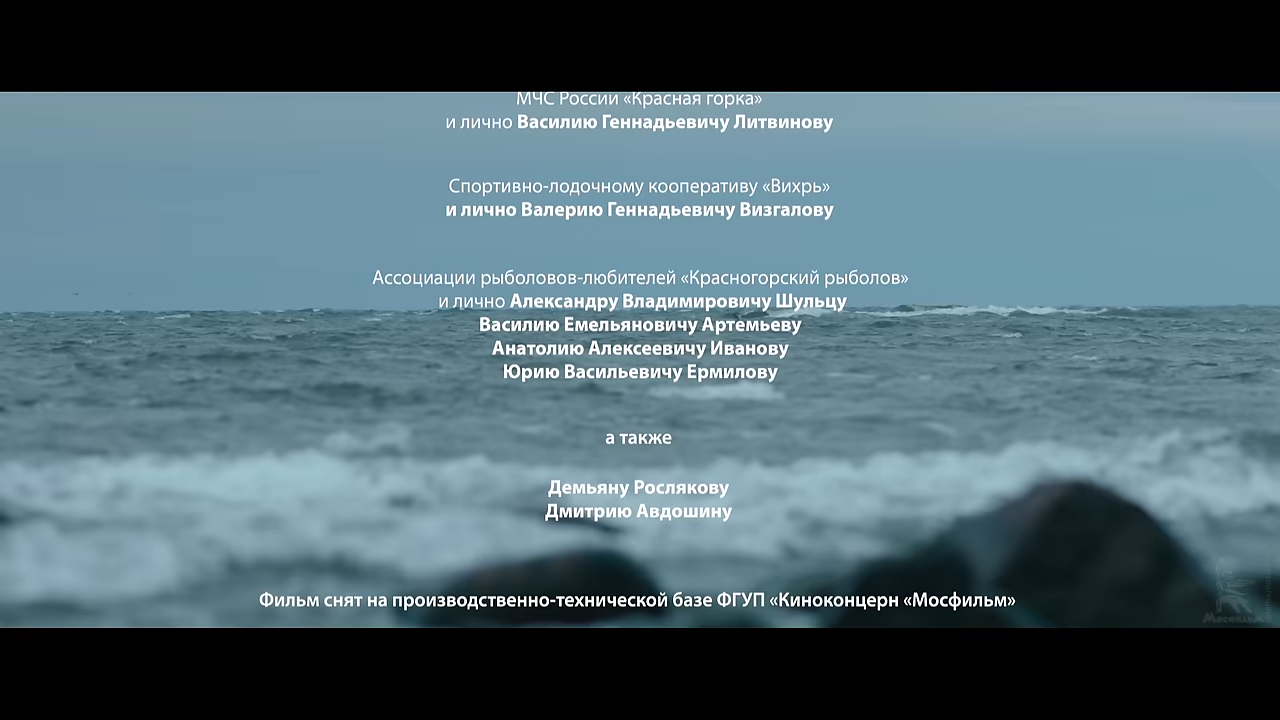 МЧС России «Красная горка»
и лично Василию Геннадьевичу Литвинову
Спортивно-лодочному кооперативу «Вихрь»
и лично Валерию Геннадьевичу Визгалову
Ассоциации рыболовов-любителей «Красногорский рыболов»
и лично Александру Владимировичу Шульцу
Василию Емельяновичу Артемьеву
Анатолию Алексеевичу Иванову
Юрию Васильевичу Ермилову
а также
Демьяну Рослякову
Дмитрию Авдошину
Фильм снят на производственно-технической базе ФГУП «Киноконцерн «Мосфильм»
Мосфильм